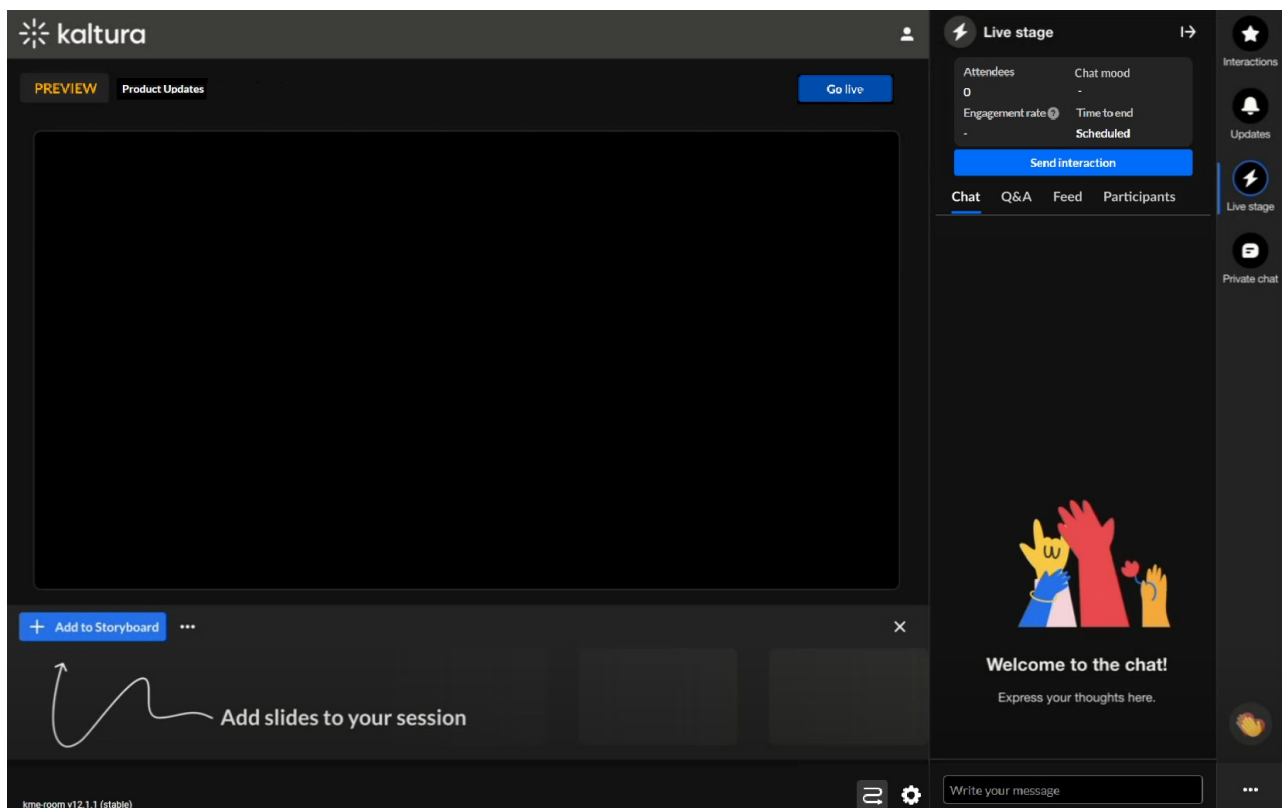 kaltura
PREVIEW Product Updates Go live
Add to Storyboard
Add slides to your session
kme-room v12.1.1 (stable)
Live stage
Attendees Chat mood
0 -
Engagement rate ? Time to end
- Scheduled
Send interaction
Chat Q&A Feed Participants
W
Welcome to the chat!
Express your thoughts here.
Write your message
Interactions
Updates
Live stage
Private chat